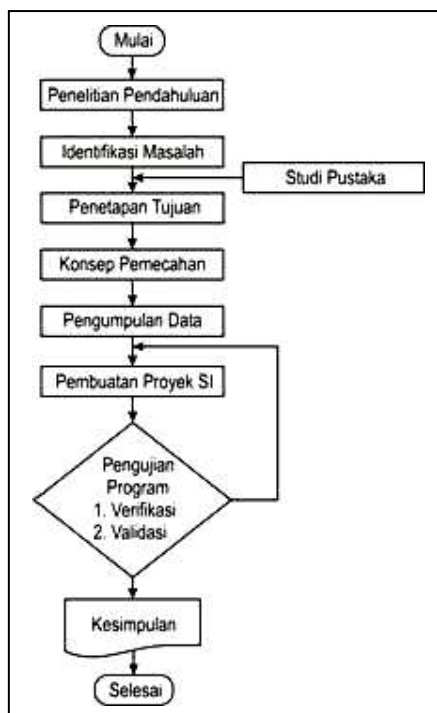 Mulai
Penelitian Pendahuluan
Identifikasi Masalah
Studi Pustaka
Penetapan Tujuan
Konsep Pemecahan
Pengumpulan Data
Pembuatan Proyek SI
Pengujian
Program
1. Verifikasi
2. Validasi
Kesimpulan
Selesai